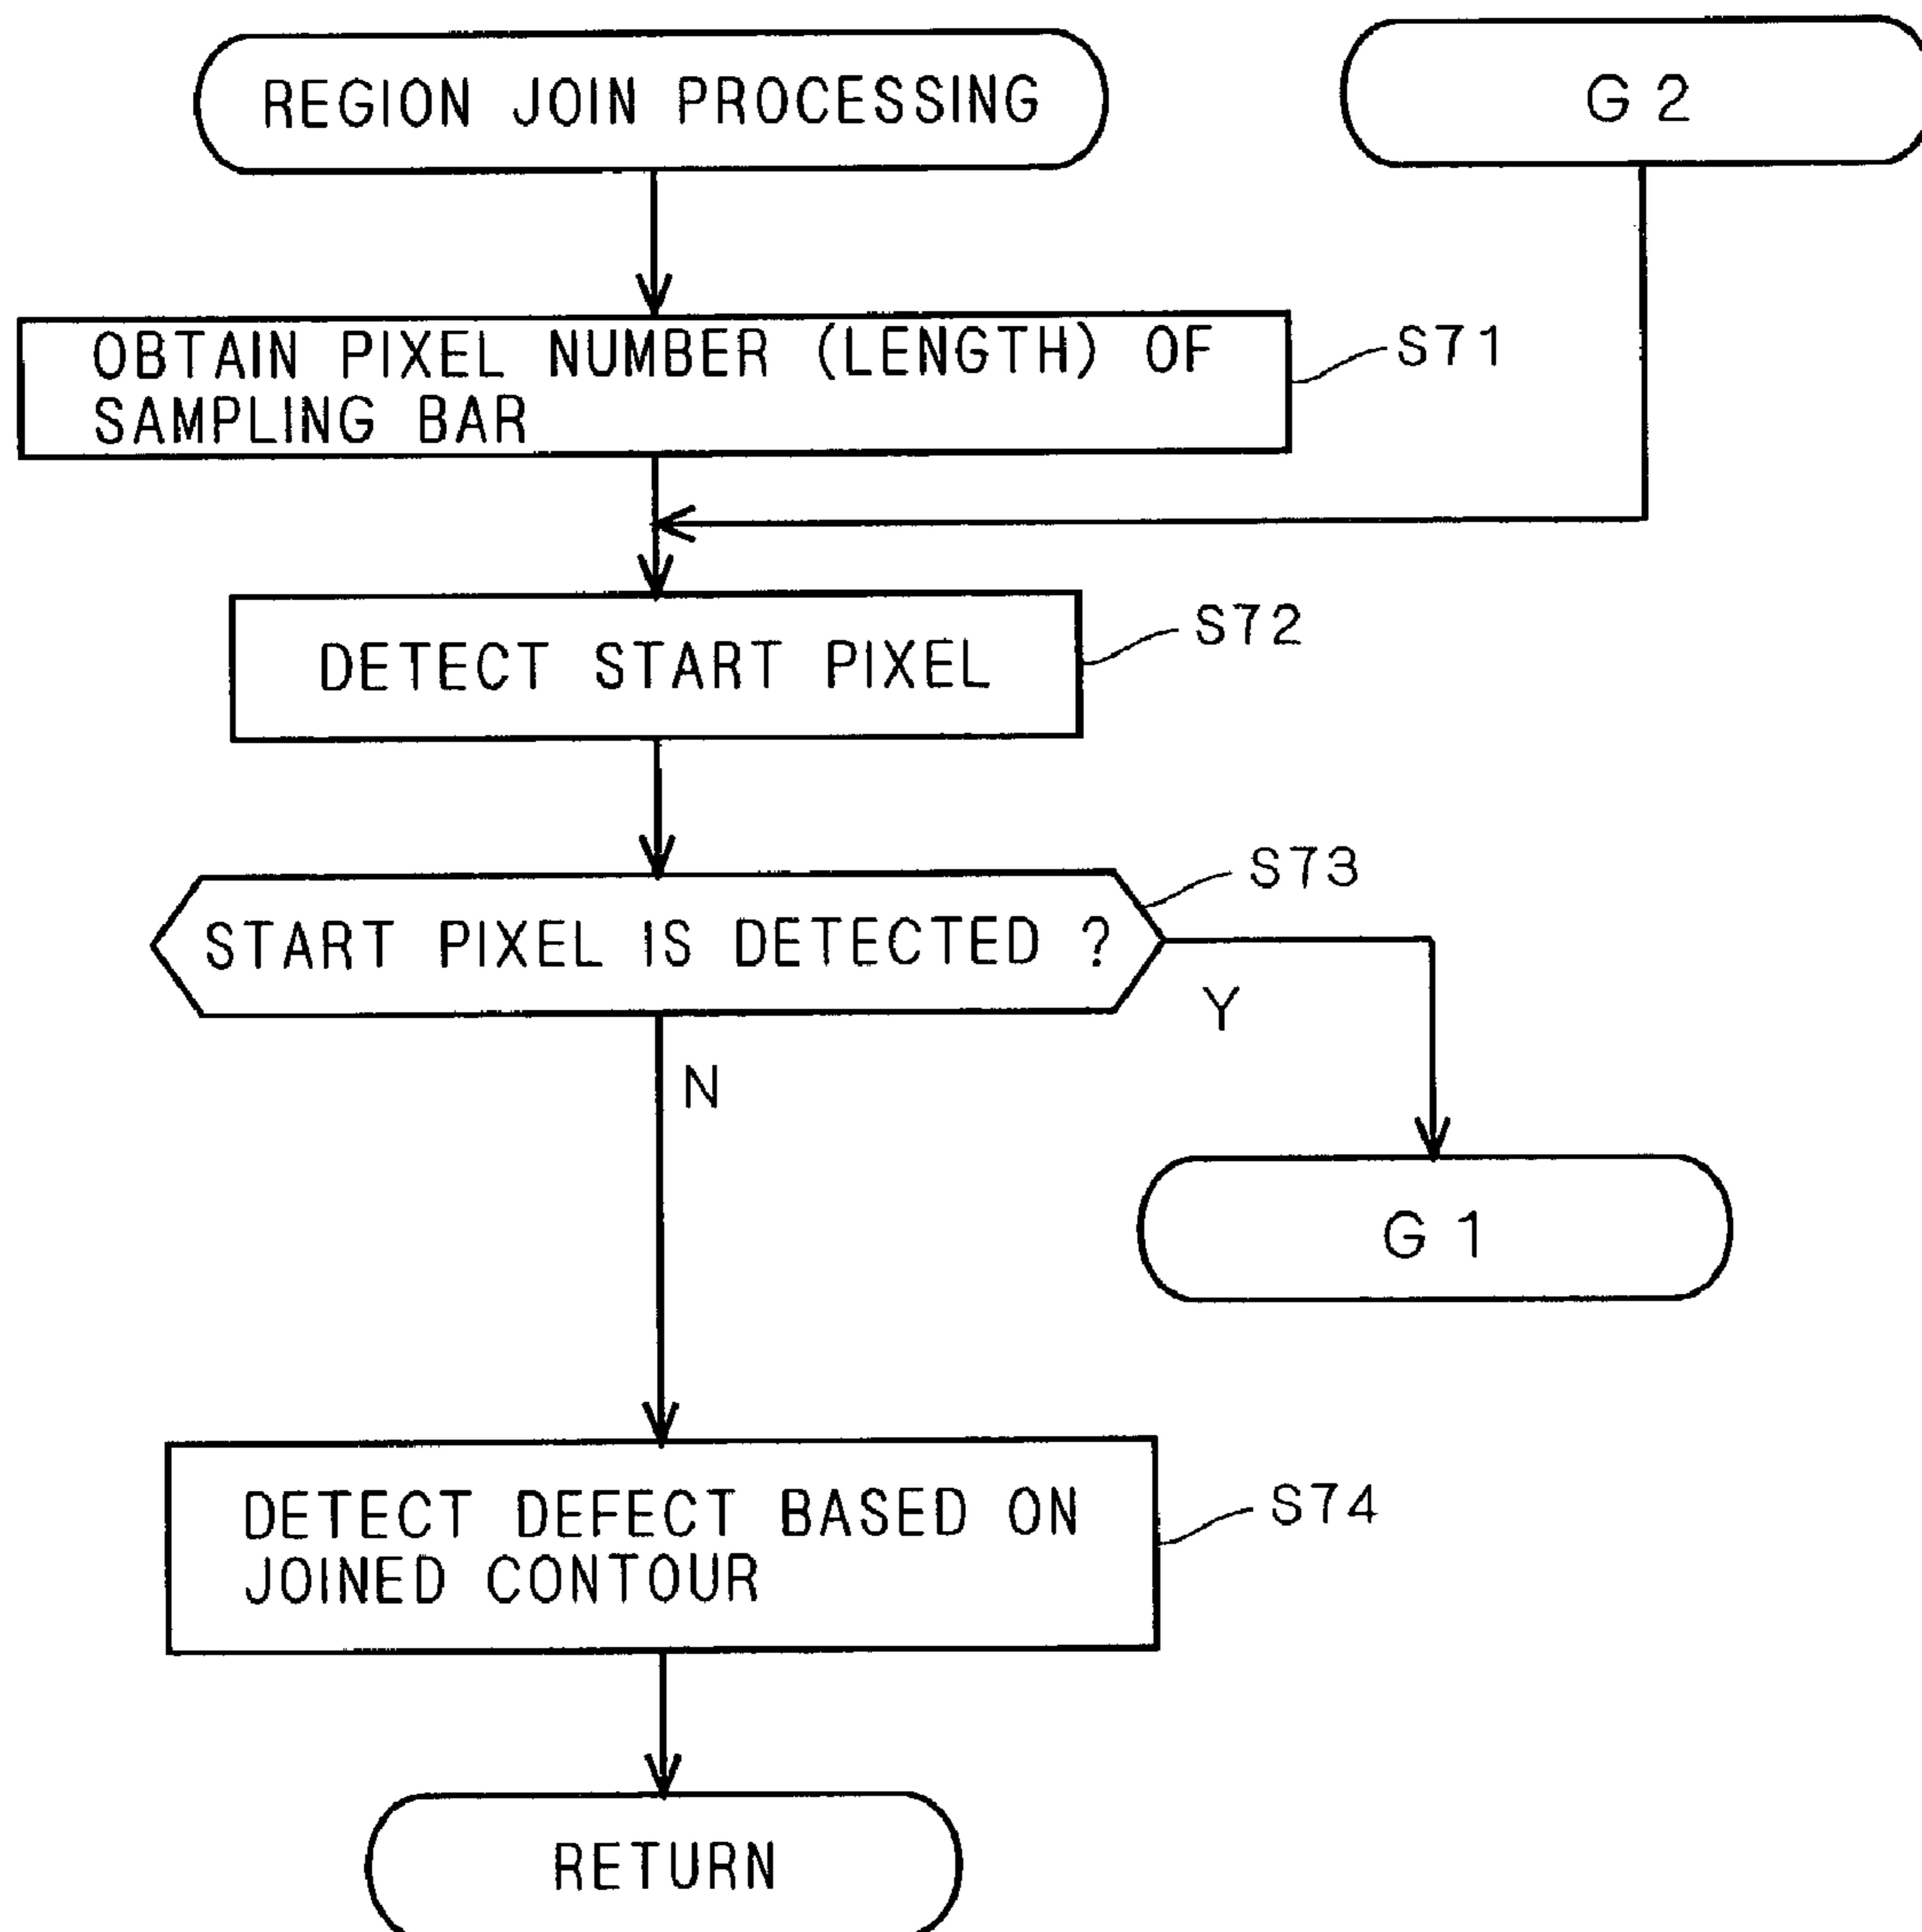 REGION JOIN PROCESSING
G 2
OBTAIN PIXEL NUMBER (LENGTH) OF
SAMPLING BAR
S71
DETECT START PIXEL
S72
START PIXEL IS DETECTED ?
S73
Y
N
G 1
DETECT DEFECT BASED ON
JOINED CONTOUR
S74
RETURN